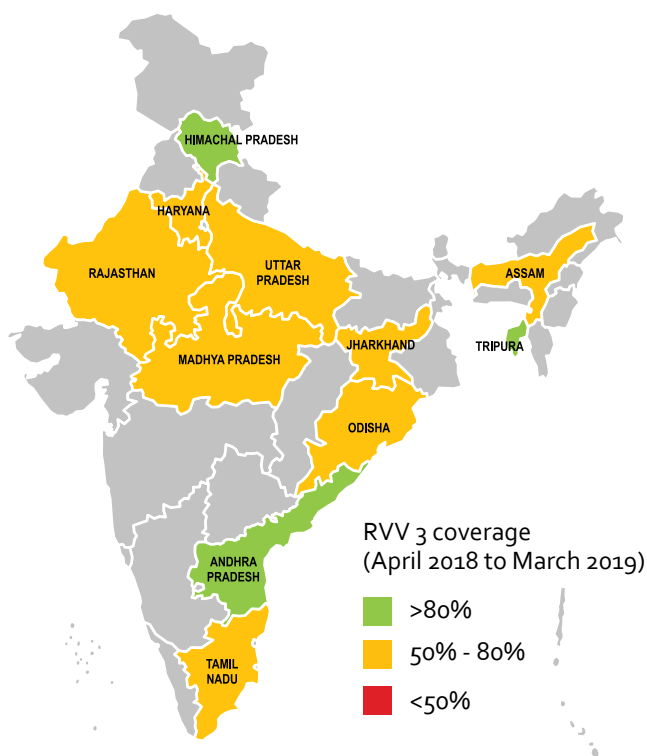 HIMACHAL PRADESH
HARYANA
RAJASTHAN
UTTAR
PRADESH
ASSAM
MADHYA PRADESH
JHARKHAND
TRIPURA
ODISHA
ANDHRA
PRADESH
TAMIL
NADU
RVV 3 coverage
(April 2018 to March 2019)
>80%
50% - 80%
<50%